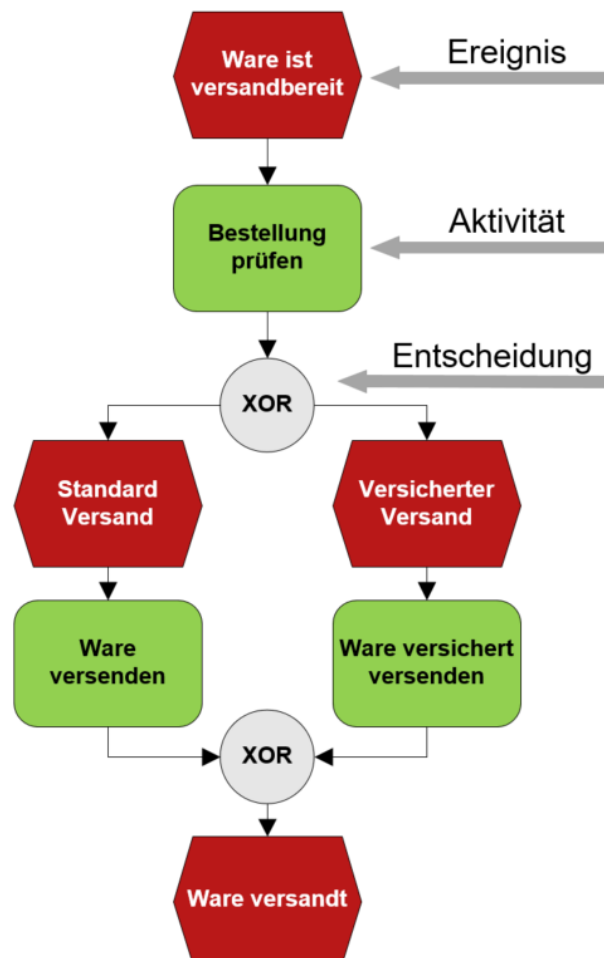 Ware ist
versandbereit
Ereignis
Bestellung
prüfen
Aktivität
XOR
Entscheidung
Standard
Versand
Versicherter
Versand
Ware
versenden
Ware versichert
versenden
XOR
Ware versandt